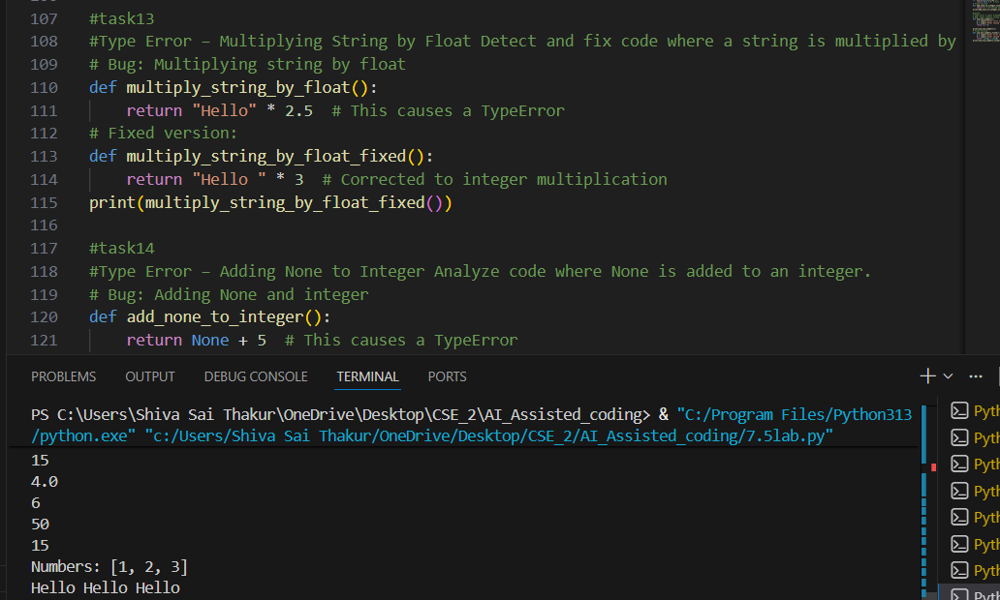 107 #task13
108 #Type Error – Multiplying String by Float Detect and fix code where a string is multiplied by
109 # Bug: Multiplying string by float
110 def multiply_string_by_float():
111     return "Hello" * 2.5  # This causes a TypeError
112 # Fixed version:
113 def multiply_string_by_float_fixed():
114     return "Hello " * 3  # Corrected to integer multiplication
115 print(multiply_string_by_float_fixed())
116
117 #task14
118 #Type Error – Adding None to Integer Analyze code where None is added to an integer.
119 # Bug: Adding None and integer
120 def add_none_to_integer():
121     return None + 5  # This causes a TypeError
PROBLEMS OUTPUT DEBUG CONSOLE TERMINAL PORTS
PS C:\Users\Shiva Sai Thakur\OneDrive\Desktop\CSE_2\AI_Assisted_coding> & "C:/Program Files/Python313
/python.exe" "c:/Users/Shiva Sai Thakur/OneDrive/Desktop/CSE_2/AI_Assisted_coding/7.5lab.py"
15
4.0
6
50
15
Numbers: [1, 2, 3]
Hello Hello Hello
Pyth
Pyth
Pyth
Pyth
Pyth
Pyth
Pyth
Pyth